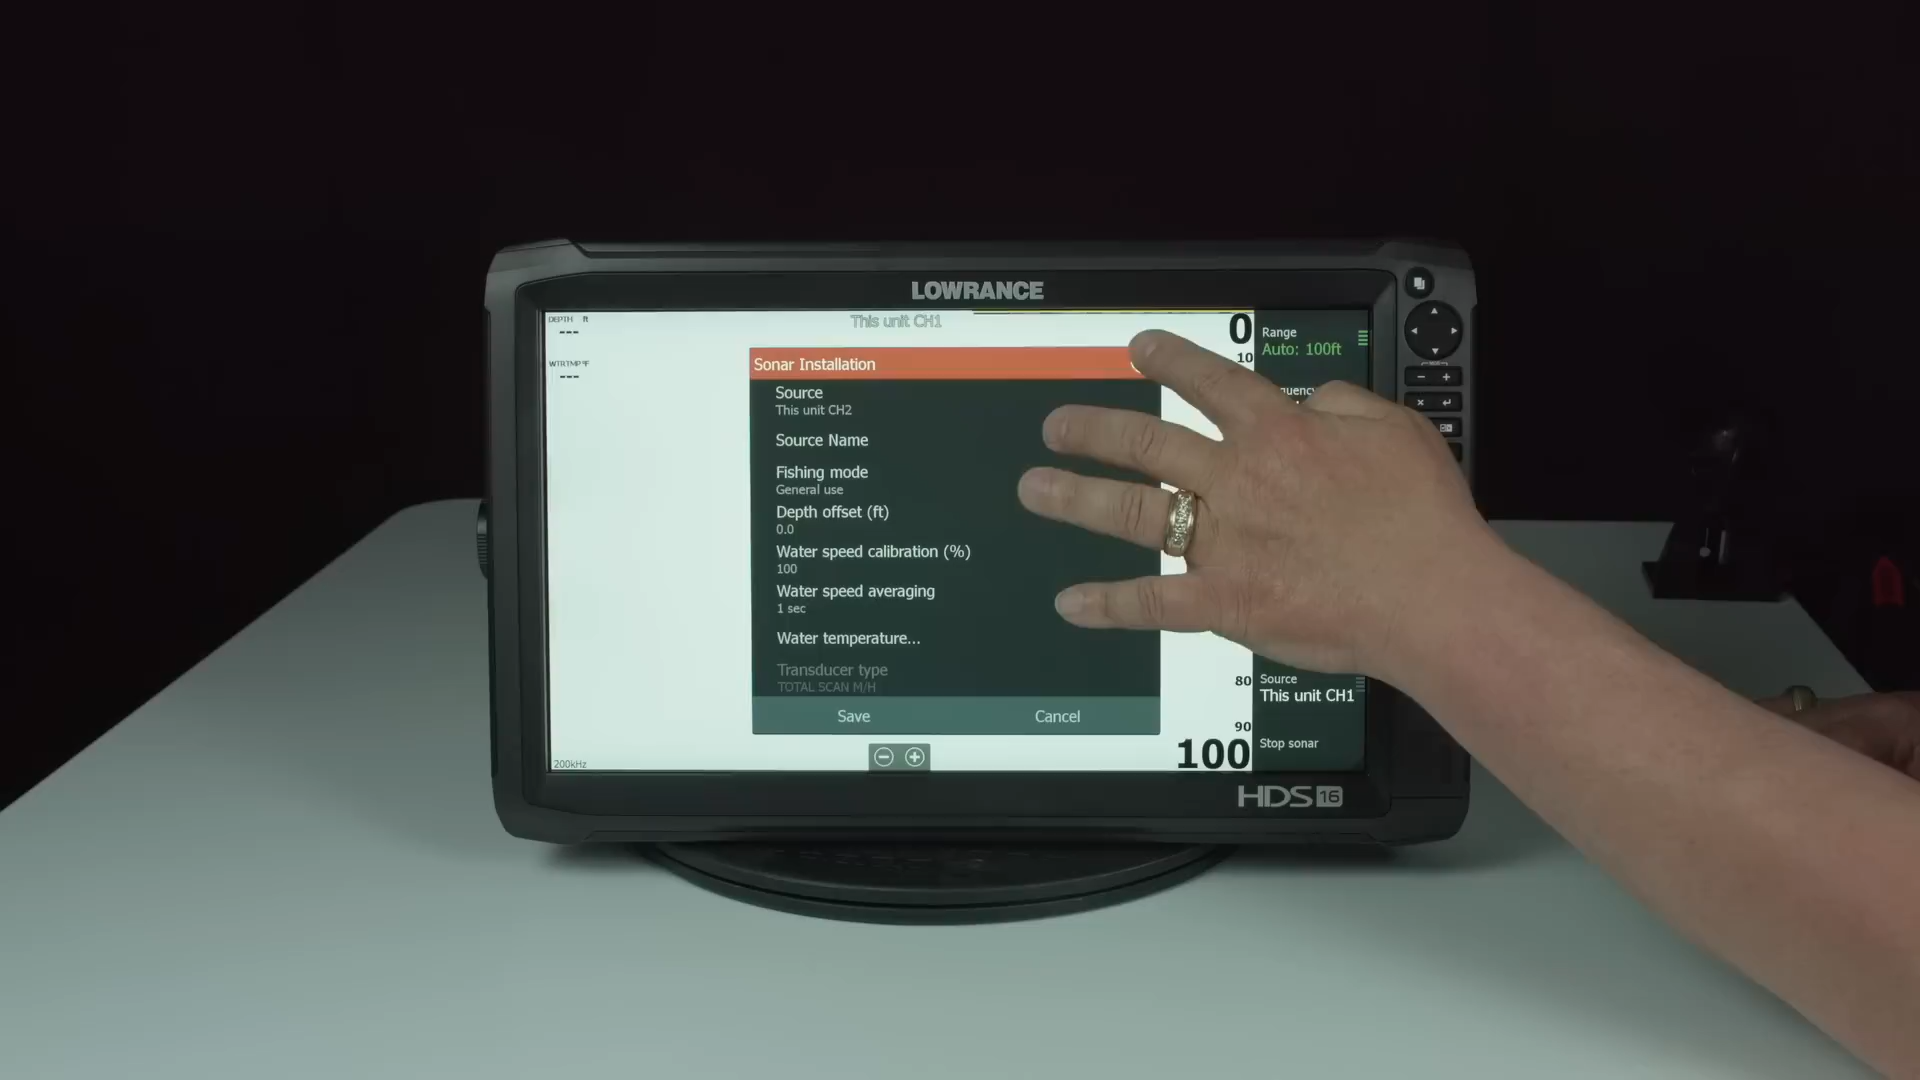 LOWRANCE
DEPTH ft
---
This unit CH1
0
WTRTMP °F
---
10
Range
Auto: 100ft
Sonar Installation
Source
This unit CH2
Source Name
Fishing mode
General use
Depth offset (ft)
0.0
Water speed calibration (%)
100
Water speed averaging
1 sec
Water temperature...
Transducer type
TOTAL SCAN M/H
Save
Cancel
80
Source
This unit CH1
90
100
Stop sonar
200kHz
HDS 16